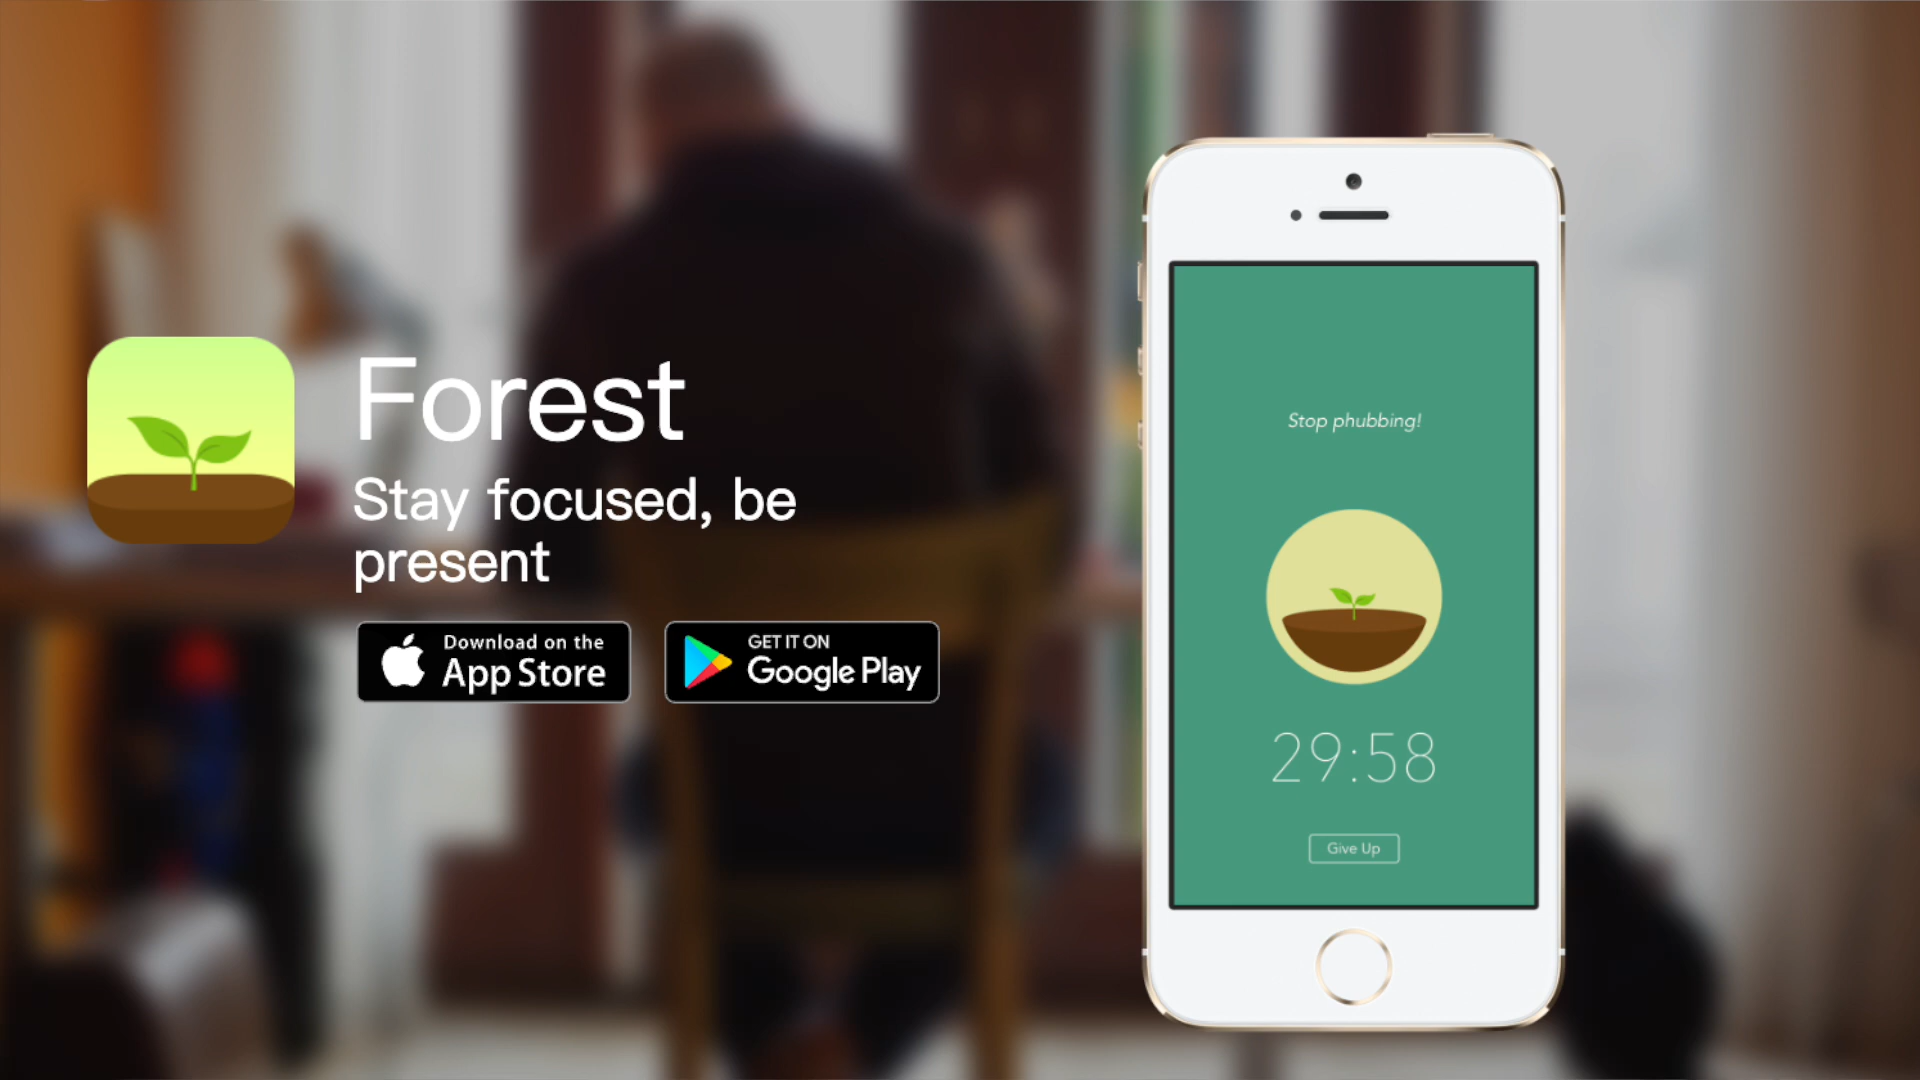 Forest
Stay focused, be
present
Download on the
App Store
GET IT ON
Google Play
Stop phubbing!
29:58
Give Up